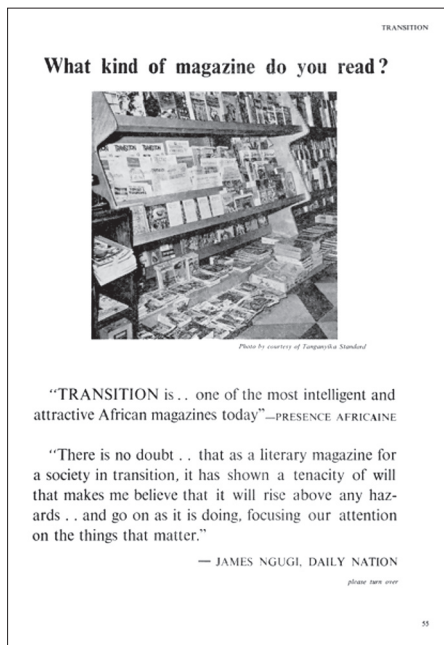 TRANSITION
What kind of magazine do you read?
TRANSITION TRANSITION
Photo by courtesy of Tanganyika Standard
“TRANSITION is . . one of the most intelligent and
attractive African magazines today”—PRESENCE AFRICAINE
“There is no doubt . . that as a literary magazine for
a society in transition, it has shown a tenacity of will
that makes me believe that it will rise above any haz-
ards . . and go on as it is doing, focusing our attention
on the things that matter.”
— JAMES NGUGI, DAILY NATION
please turn over
55